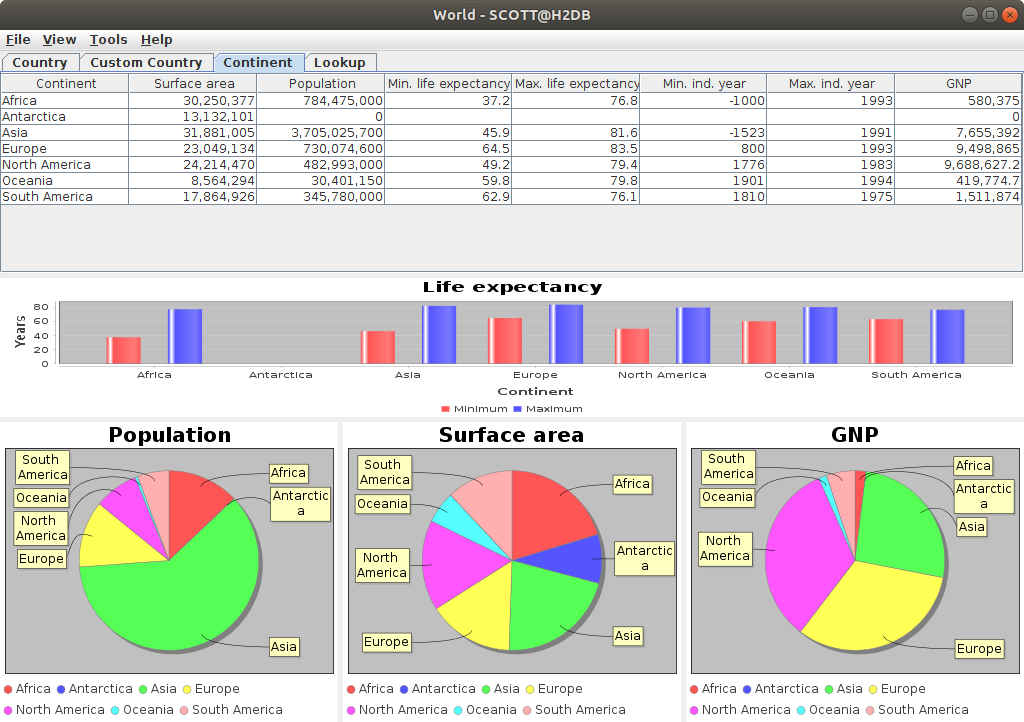 World - SCOTT@H2DB
File View Tools Help
Country Custom Country Continent Lookup
Continent Surface area Population Min. life expectancy Max. life expectancy Min. ind. year Max. ind. year GNP
Africa 30,250,377 784,475,000 37.2 76.8 -1000 1993 580,375
Antarctica 13,132,101 0 0
Asia 31,881,005 3,705,025,700 45.9 81.6 -1523 1991 7,655,392
Europe 23,049,134 730,074,600 64.5 83.5 800 1993 9,498,865
North America 24,214,470 482,993,000 49.2 79.4 1776 1983 9,688,627.2
Oceania 8,564,294 30,401,150 59.8 79.8 1901 1994 419,774.7
South America 17,864,926 345,780,000 62.9 76.1 1810 1975 1,511,874
Life expectancy
Years
80
60
40
20
0
Africa Antarctica Asia Europe North America Oceania South America
Continent
Minimum Maximum
Population
South
America
Oceania
North
America
Europe
Africa
Antarctic
a
Asia
Africa Antarctica Asia Europe
North America Oceania South America
Surface area
South
America
Oceania
North
America
Europe
Africa
Antarctic
a
Asia
Africa Antarctica Asia Europe
North America Oceania South America
GNP
South
America
Oceania
North
America
Africa
Antarctic
a
Asia
Europe
Africa Antarctica Asia Europe
North America Oceania South America